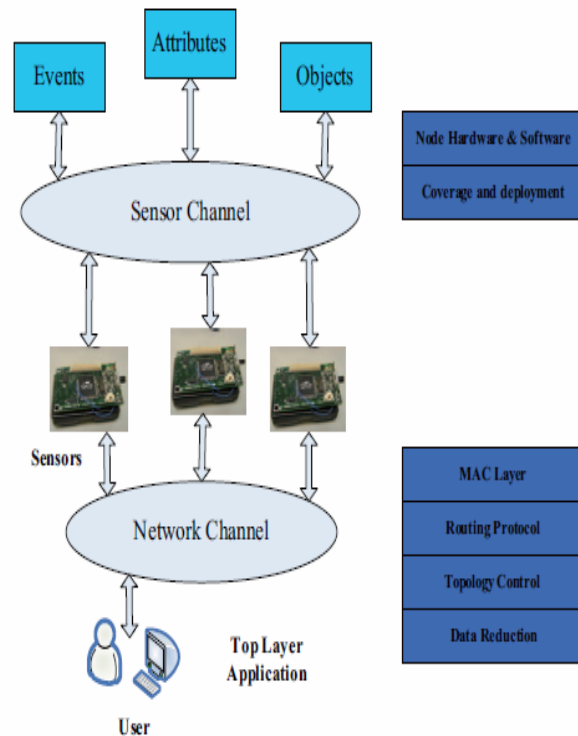 Attributes
Events
Objects
Node Hardware & Software
Coverage and deployment
Sensor Channel
Sensors
MAC Layer
Routing Protocol
Topology Control
Data Reduction
Network Channel
Top Layer
Application
User